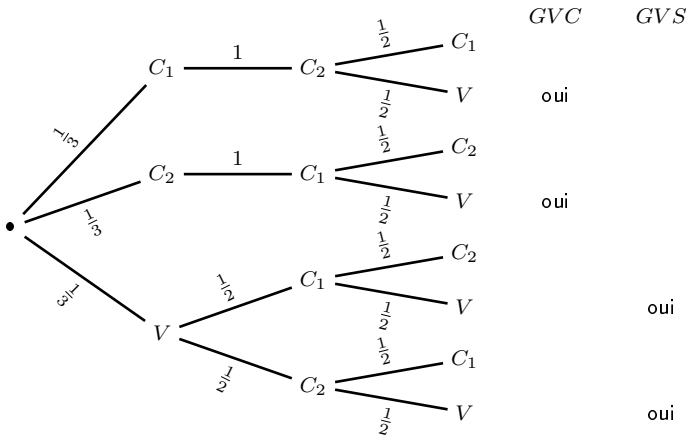 GVC GVS
1/2 C₁
C₁ 1 C₂
1/2 V oui
1/3
1/2 C₂
C₂ 1 C₁
1/3 1/2 V oui
•
1/2 C₂
1/2 C₁
1/3 1/2 V oui
V
1/2 C₁
1/2 C₂
1/2 V oui